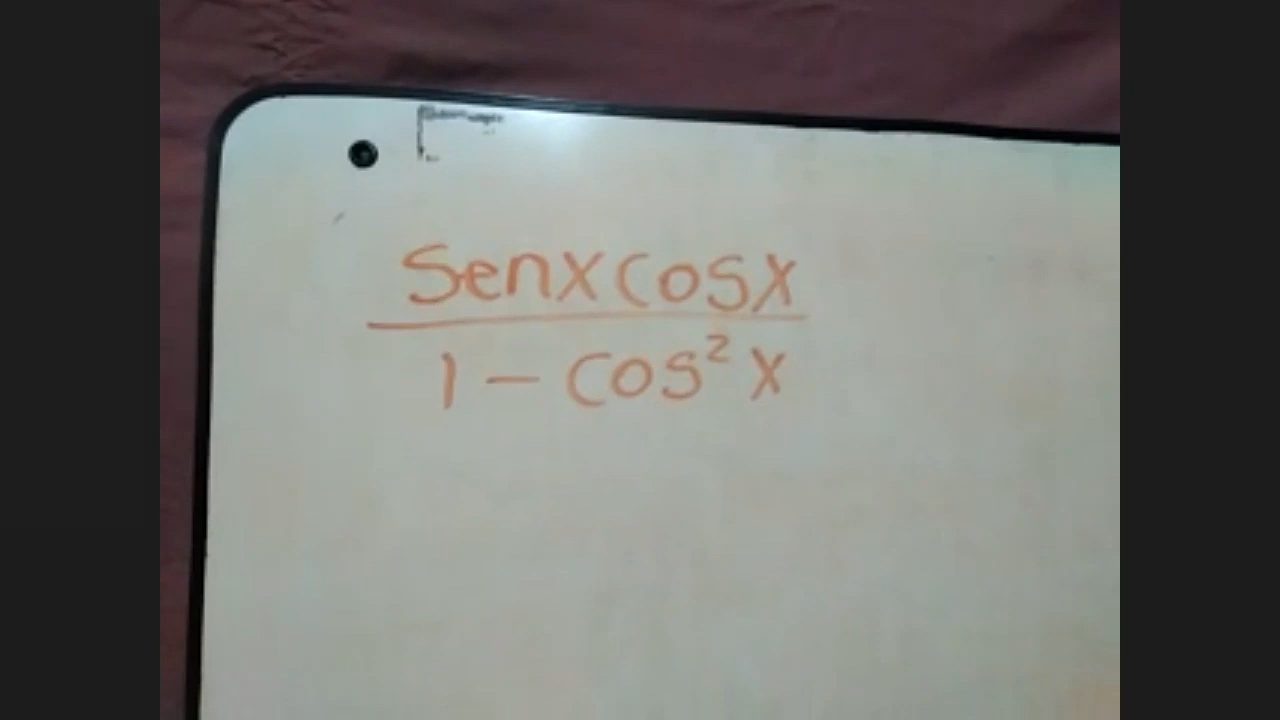 senx cosx
1 - cos² x